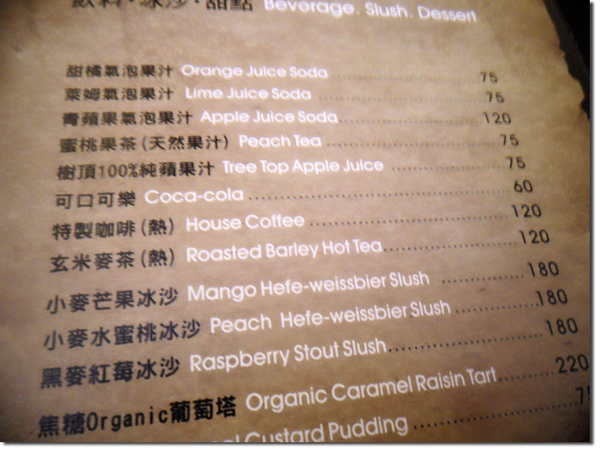 飲料·冰沙·甜點 Beverage. Slush. Dessert
甜橘氣泡果汁 Orange Juice Soda 75
萊姆氣泡果汁 Lime Juice Soda 75
青蘋果氣泡果汁 Apple Juice Soda 120
蜜桃果茶(天然果汁) Peach Tea 75
樹頂100%純蘋果汁 Tree Top Apple Juice 75
可口可樂 Coca-cola 60
特製咖啡(熱) House Coffee 120
玄米麥茶(熱) Roasted Barley Hot Tea 120
小麥芒果冰沙 Mango Hefe-weissbier Slush 180
小麥水蜜桃冰沙 Peach Hefe-weissbier Slush 180
黑麥紅莓冰沙 Raspberry Stout Slush 180
焦糖Organic葡萄塔 Organic Caramel Raisin Tart 220
Custard Pudding